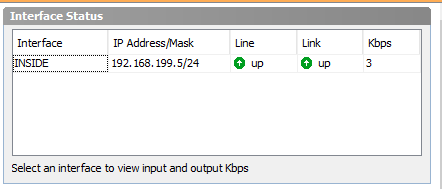 Interface Status
Interface IP Address/Mask Line Link Kbps
INSIDE 192.168.199.5/24 up up 3
Select an interface to view input and output Kbps